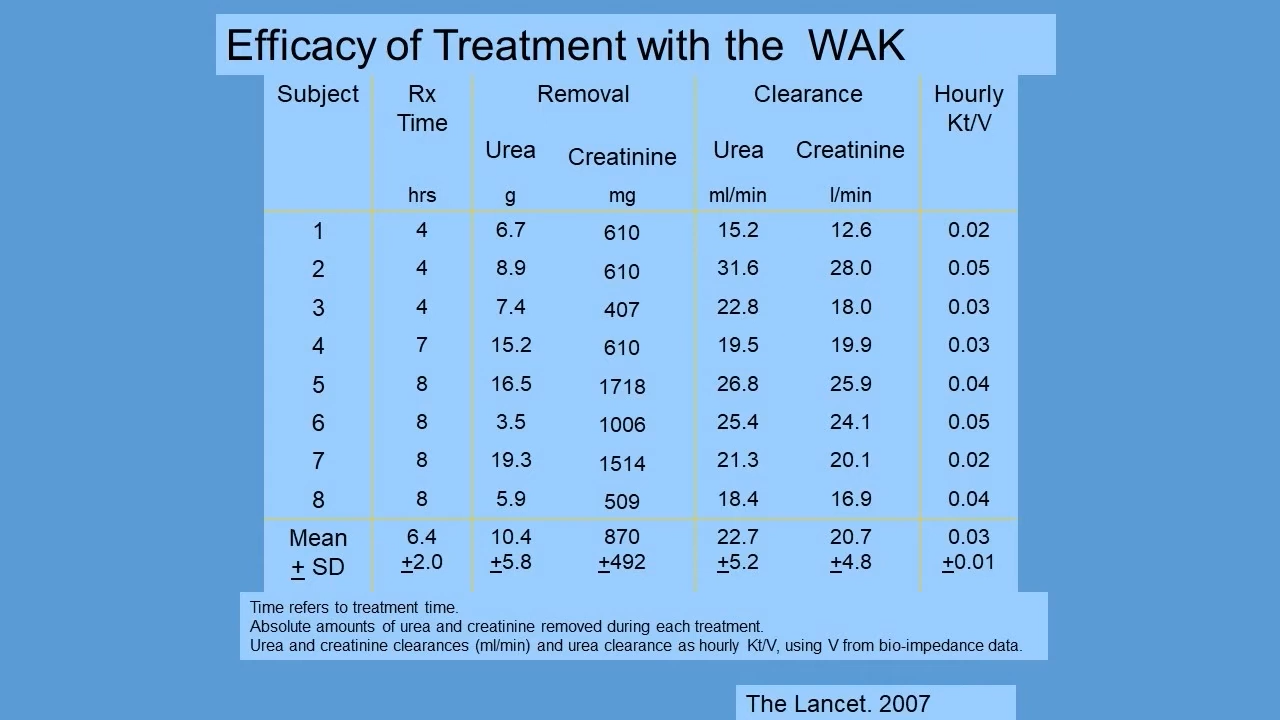 Efficacy of Treatment with the WAK
Subject Rx Removal Clearance Hourly
Time Kt/V
Urea Creatinine Urea Creatinine
hrs g mg ml/min l/min
1 4 6.7 610 15.2 12.6 0.02
2 4 8.9 610 31.6 28.0 0.05
3 4 7.4 407 22.8 18.0 0.03
4 7 15.2 610 19.5 19.9 0.03
5 8 16.5 1718 26.8 25.9 0.04
6 8 3.5 1006 25.4 24.1 0.05
7 8 19.3 1514 21.3 20.1 0.02
8 8 5.9 509 18.4 16.9 0.04
Mean 6.4 10.4 870 22.7 20.7 0.03
± SD ±2.0 ±5.8 ±492 ±5.2 ±4.8 ±0.01
Time refers to treatment time.
Absolute amounts of urea and creatinine removed during each treatment.
Urea and creatinine clearances (ml/min) and urea clearance as hourly Kt/V, using V from bio-impedance data.
The Lancet. 2007